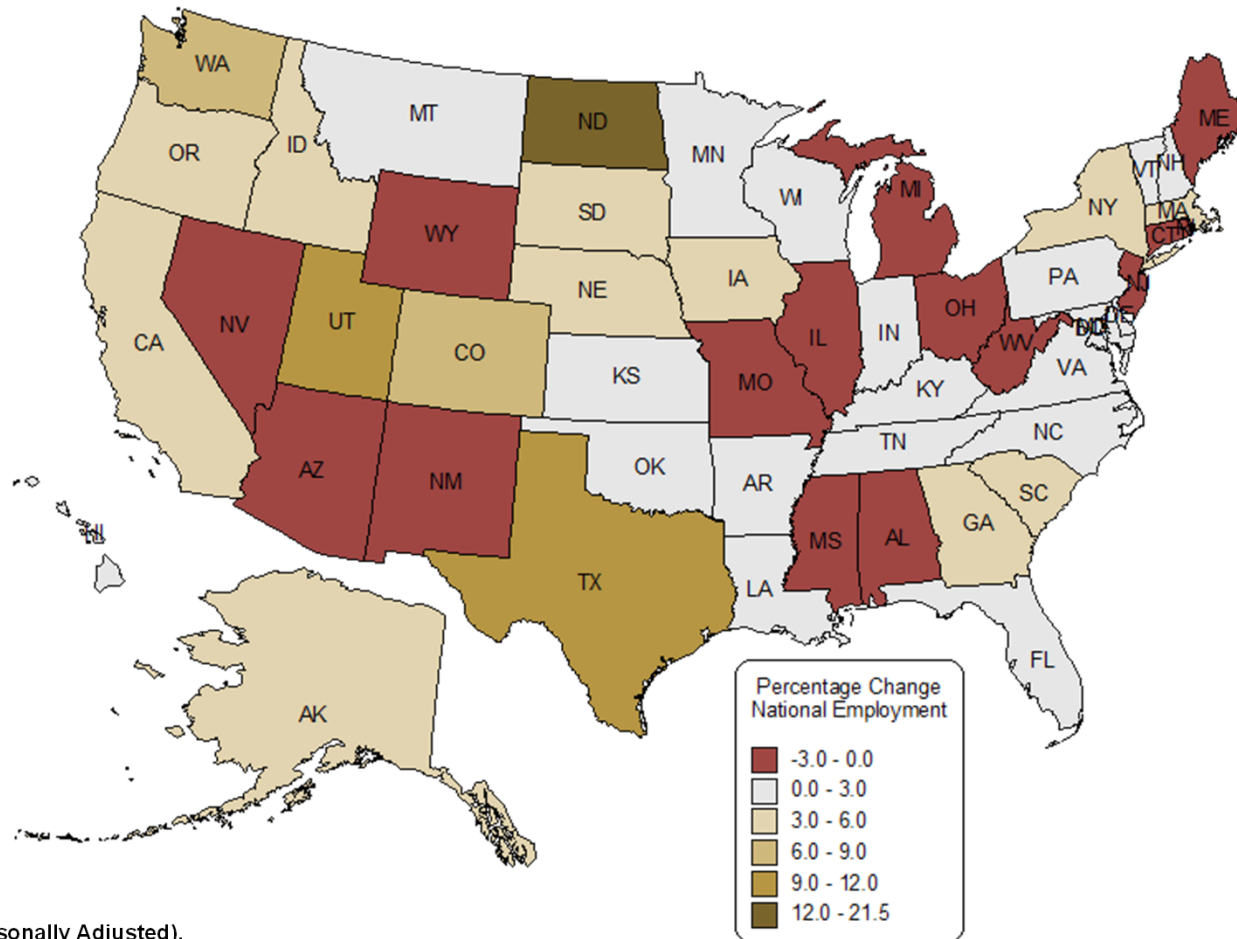 WA
MT
ND
ME
OR
ID
MN
VT
NH
WI
MI
SD
NY
MA
WY
CT
IA
PA
NE
NJ
OH
UT
NV
IL
IN
DE
CA
CO
WV
MO
KS
VA
KY
NC
TN
AZ
NM
OK
AR
SC
GA
MS
AL
HI
TX
LA
FL
AK
Percentage Change
National Employment
-3.0 - 0.0
0.0 - 3.0
3.0 - 6.0
6.0 - 9.0
9.0 - 12.0
12.0 - 21.5
sonally Adjusted).